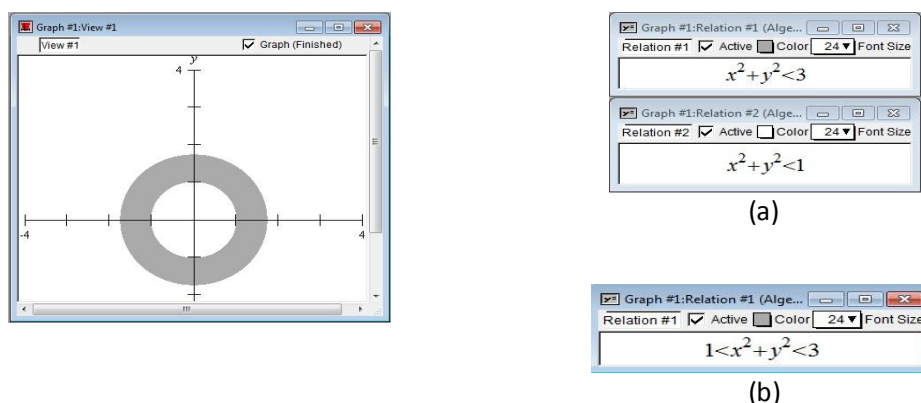 Graph #1:View #1
View #1 Graph (Finished)
y
4
-4 4
Graph #1:Relation #1 (Alge...
Relation #1 Active Color 24 Font Size
x²+y²<3
Graph #1:Relation #2 (Alge...
Relation #2 Active Color 24 Font Size
x²+y²<1
(a)
Graph #1:Relation #1 (Alge...
Relation #1 Active Color 24 Font Size
1<x²+y²<3
(b)